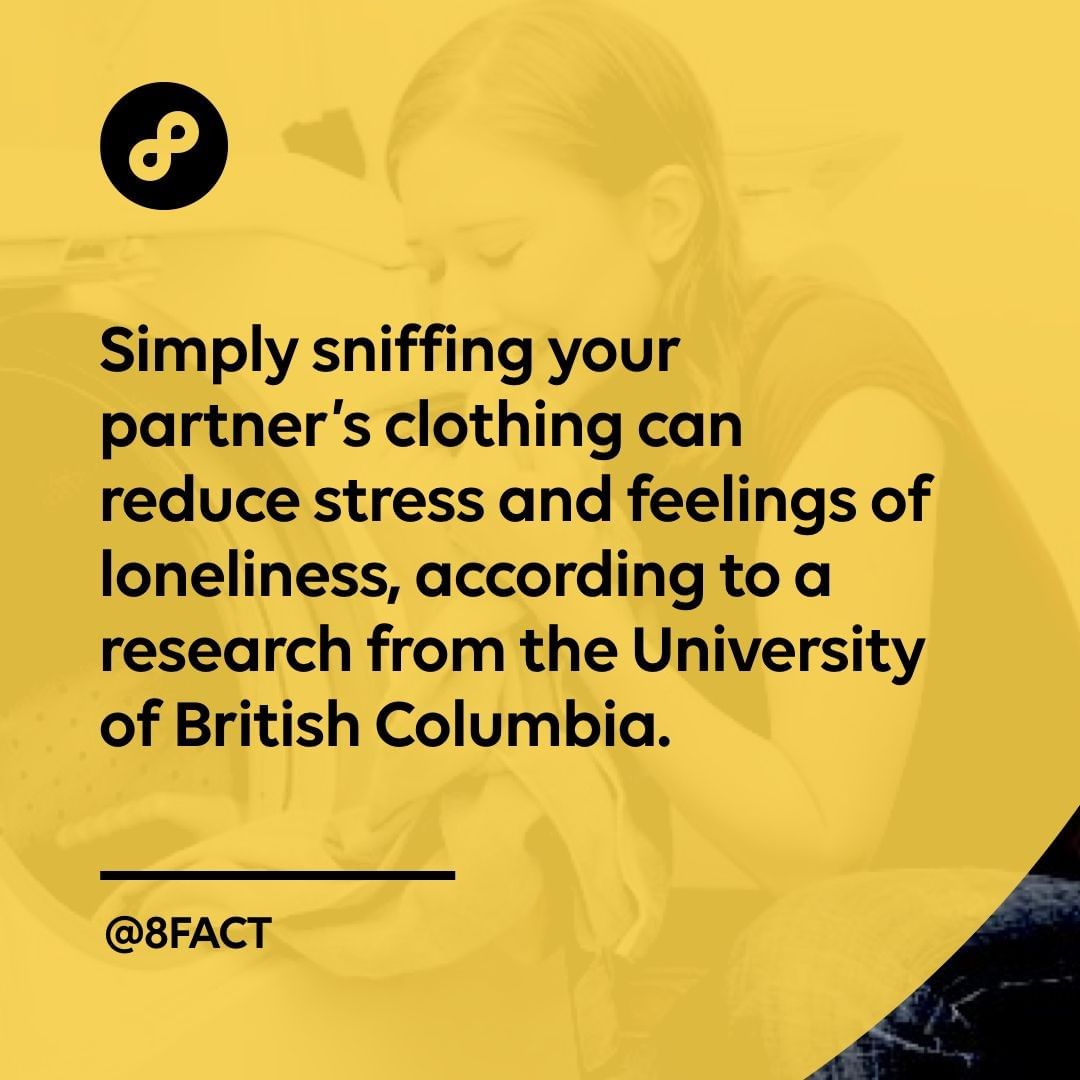 Simply sniffing your
partner’s clothing can
reduce stress and feelings of
loneliness, according to a
research from the University
of British Columbia.
@8FACT